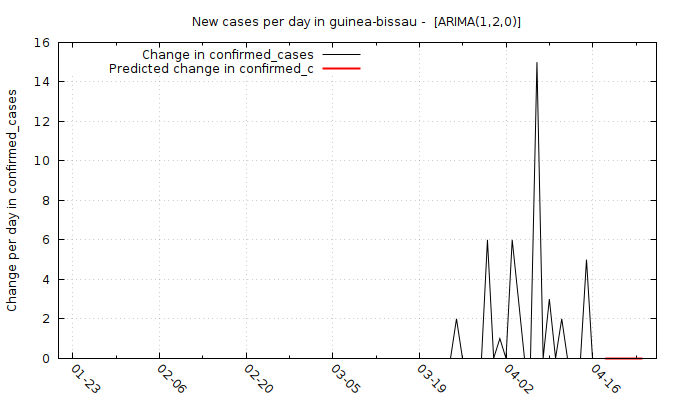 New cases per day in guinea-bissau -  [ARIMA(1,2,0)]
Change in confirmed_cases
Predicted change in confirmed_c
Change per day in confirmed_cases
16
14
12
10
8
6
4
2
0
01-23 02-06 02-20 03-05 03-19 04-02 04-16